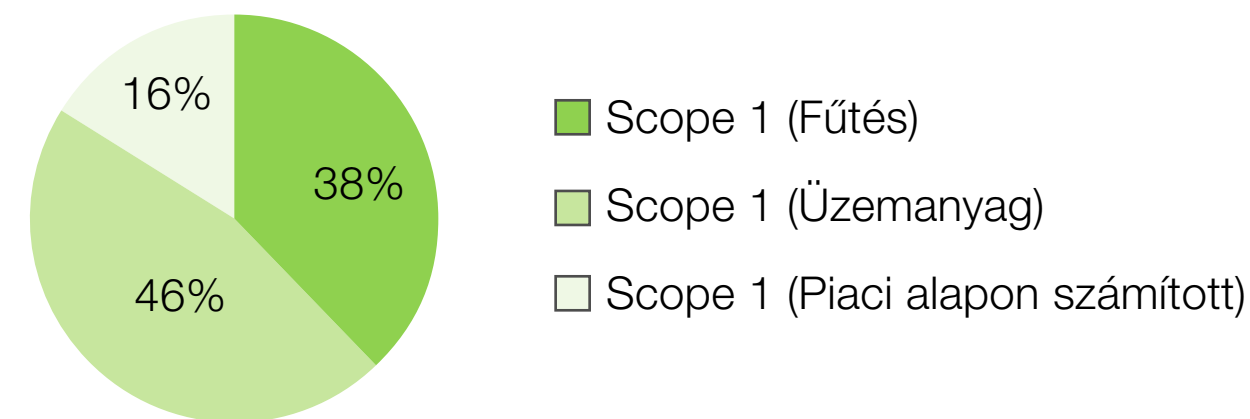 16%
38%
46%
Scope 1 (Fűtés)
Scope 1 (Üzemanyag)
Scope 1 (Piaci alapon számított)